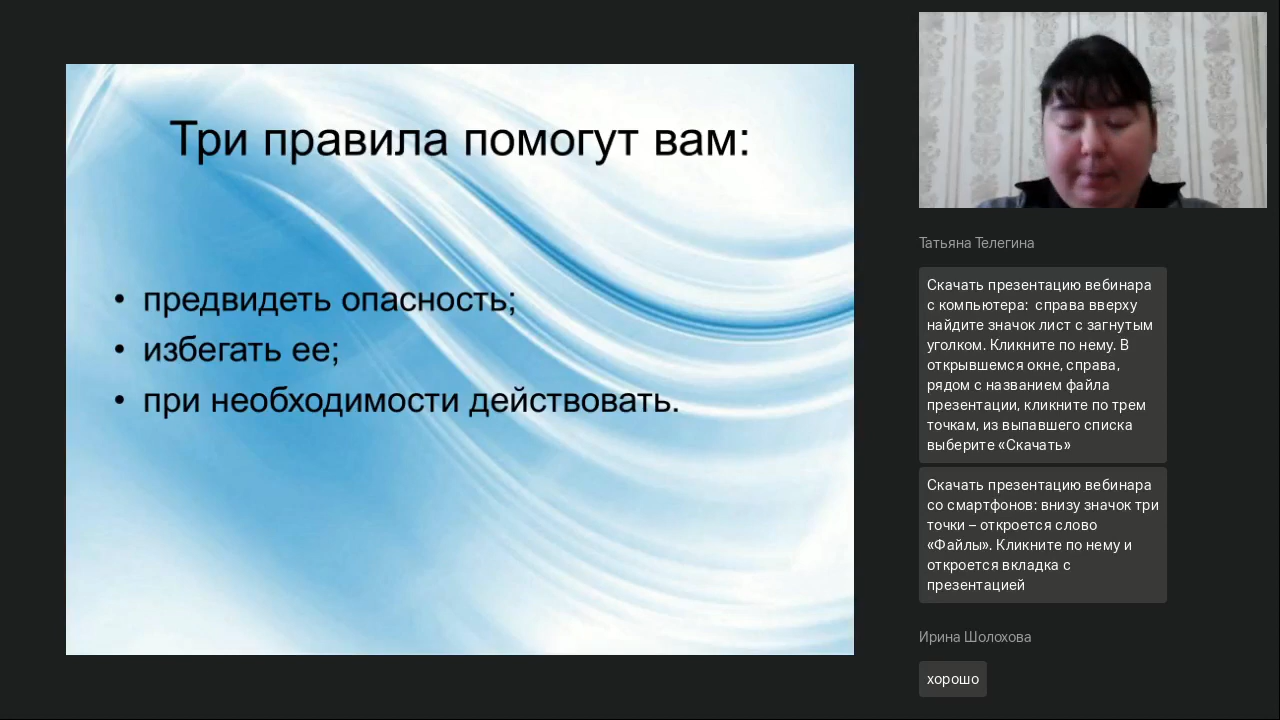 Три правила помогут вам:
• предвидеть опасность;
• избегать ее;
• при необходимости действовать.
Татьяна Телегина
Скачать презентацию вебинара
с компьютера:  справа вверху
найдите значок лист с загнутым
уголком. Кликните по нему. В
открывшемся окне, справа,
рядом с названием файла
презентации, кликните по трем
точкам, из выпавшего списка
выберите «Скачать»
Скачать презентацию вебинара
со смартфонов: внизу значок три
точки – откроется слово
«Файлы». Кликните по нему и
откроется вкладка с
презентацией
Ирина Шолохова
хорошо